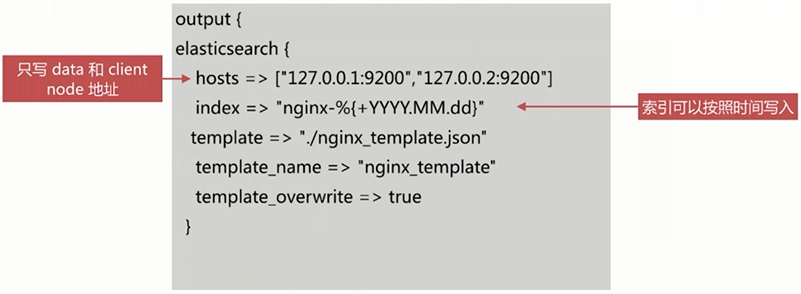 output {
elasticsearch {
只写 data 和 client
node 地址
hosts => ["127.0.0.1:9200","127.0.0.2:9200"]
index => "nginx-%{+YYYY.MM.dd}"
索引可以按照时间写入
template => "./nginx_template.json"
template_name => "nginx_template"
template_overwrite => true
}